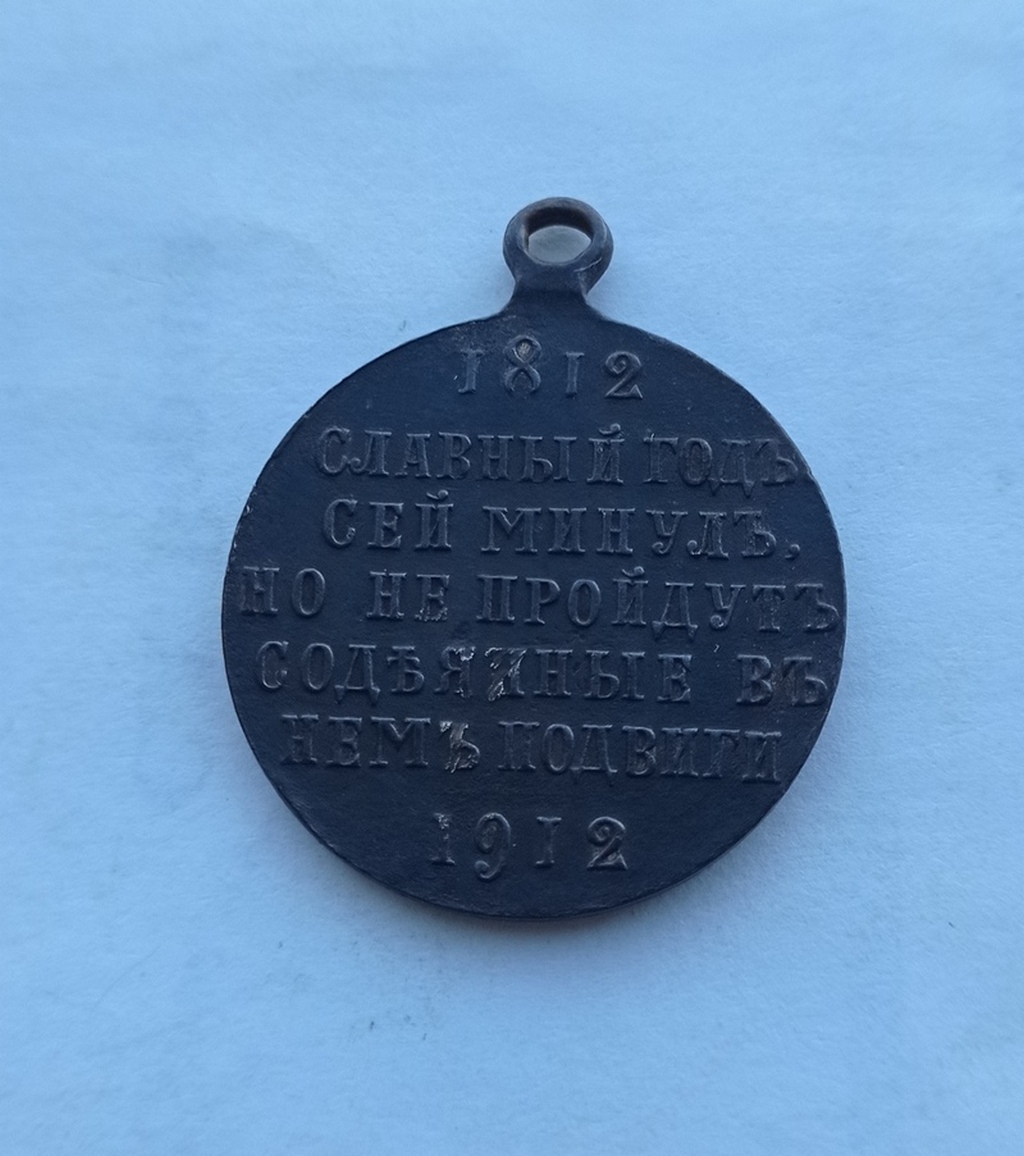 1812
СЛАВНЫЙ ГОДЪ
СЕЙ МИНУЛЪ,
НО НЕ ПРОЙДУТЪ
СОДѢЯННЫЕ ВЪ
НЕМЪ ПОДВИГИ
1912